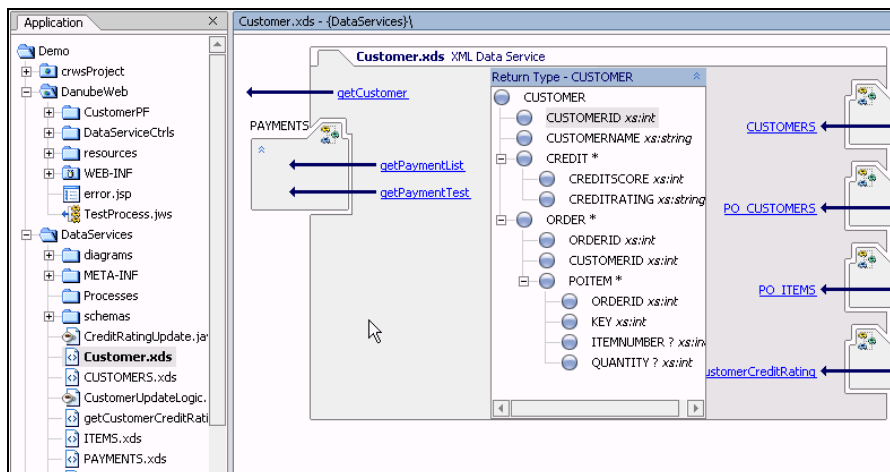 Application
Demo
crwsProject
DanubeWeb
CustomerPF
DataServiceCtrls
resources
WEB-INF
error.jsp
TestProcess.jws
DataServices
diagrams
META-INF
Processes
schemas
CreditRatingUpdate.ja
Customer.xds
CUSTOMERS.xds
CustomerUpdateLogic.
getCustomerCreditRati
ITEMS.xds
PAYMENTS.xds
Customer.xds - {DataServices}\
Customer.xds XML Data Service
getCustomer
PAYMENTS
getPaymentList
getPaymentTest
Return Type - CUSTOMER
CUSTOMER
CUSTOMERID xs:int
CUSTOMERNAME xs:string
CREDIT *
CREDITSCORE xs:int
CREDITRATING xs:string
ORDER *
ORDERID xs:int
CUSTOMERID xs:int
POITEM *
ORDERID xs:int
KEY xs:int
ITEMNUMBER ? xs:in
QUANTITY ? xs:int
CUSTOMERS
PO_CUSTOMERS
PO_ITEMS
ustomerCreditRating